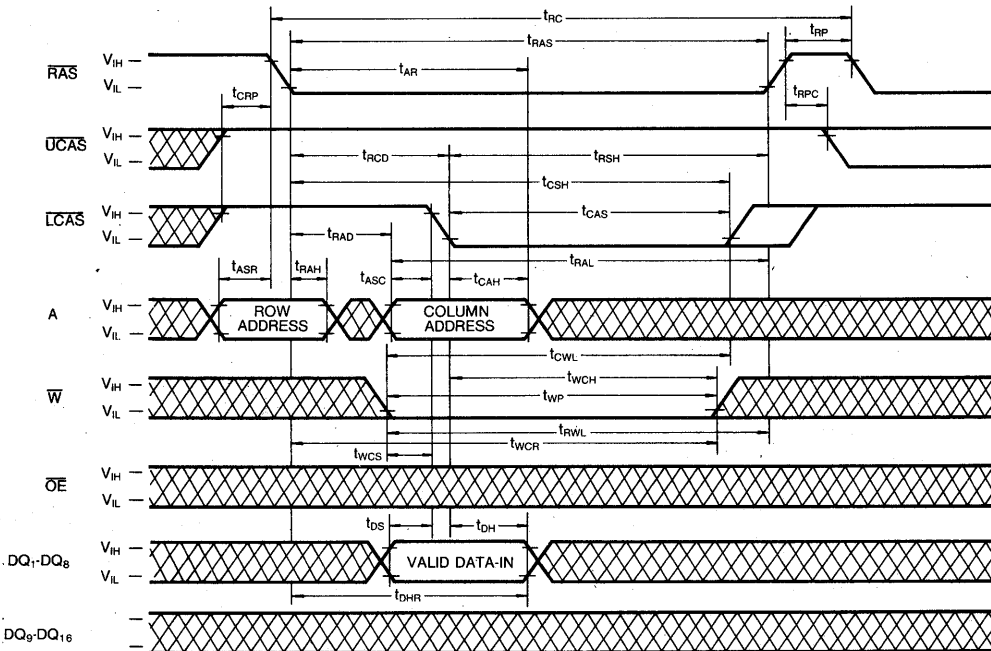 tRC
tRAS
tRP
RAS
VIH
VIL
tAR
tCRP
tRPC
UCAS
VIH
VIL
tRCD
tRSH
tCSH
LCAS
VIH
VIL
tCAS
tRAD
tRAL
tASR
tRAH
tASC
tCAH
A
VIH
VIL
ROW ADDRESS
COLUMN ADDRESS
tCWL
W
VIH
VIL
tWCH
tWP
tRWL
tWCR
tWCS
OE
VIH
VIL
tDS
tDH
DQ1-DQ8
VIH
VIL
VALID DATA-IN
tDHR
DQ9-DQ16